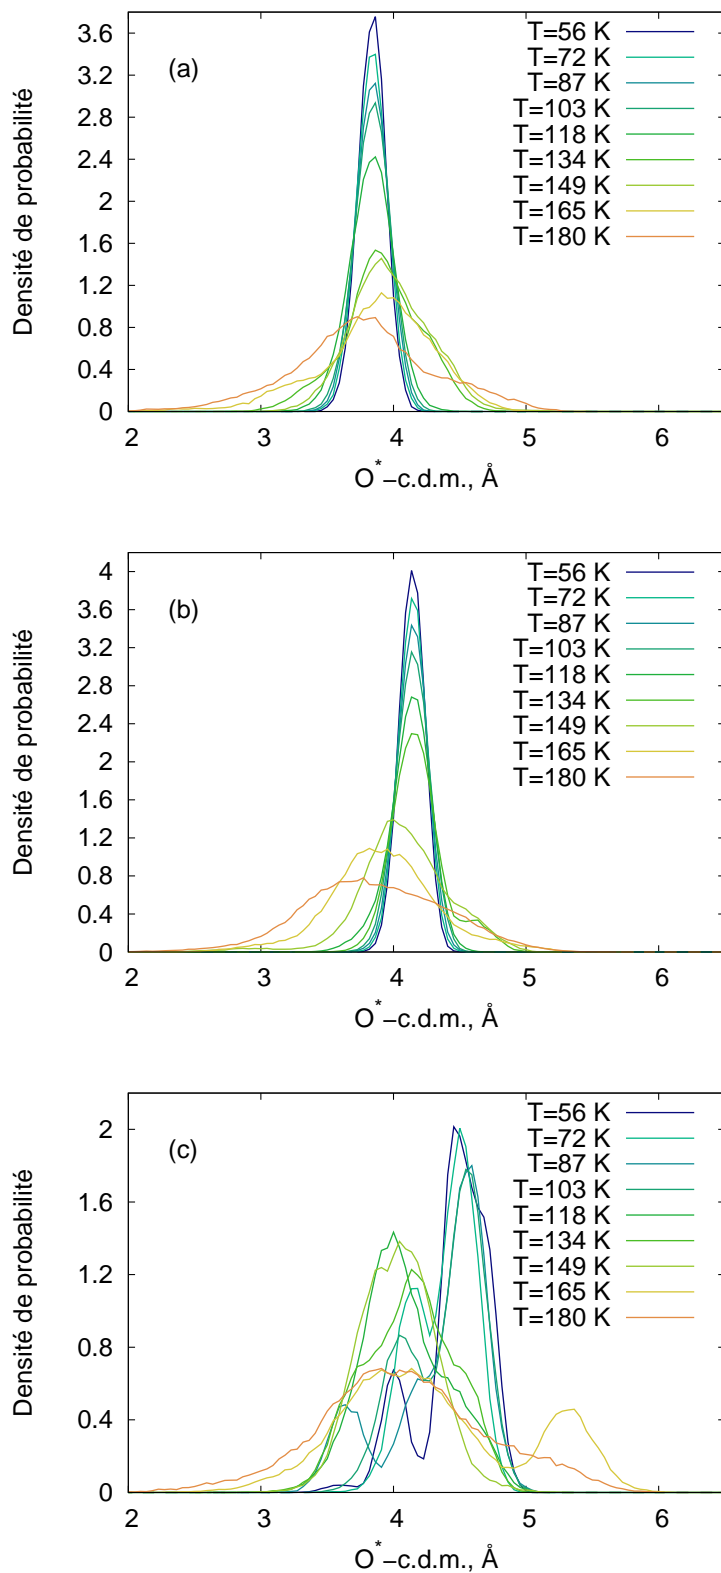 3.6
3.2
2.8
2.4
2
1.6
1.2
0.8
0.4
0
Densité de probabilité
(a)
T=56 K
T=72 K
T=87 K
T=103 K
T=118 K
T=134 K
T=149 K
T=165 K
T=180 K
2 3 4 5 6
O*−c.d.m., Å
4
3.6
3.2
2.8
2.4
2
1.6
1.2
0.8
0.4
0
Densité de probabilité
(b)
T=56 K
T=72 K
T=87 K
T=103 K
T=118 K
T=134 K
T=149 K
T=165 K
T=180 K
2 3 4 5 6
O*−c.d.m., Å
2
1.6
1.2
0.8
0.4
0
Densité de probabilité
(c)
T=56 K
T=72 K
T=87 K
T=103 K
T=118 K
T=134 K
T=149 K
T=165 K
T=180 K
2 3 4 5 6
O*−c.d.m., Å